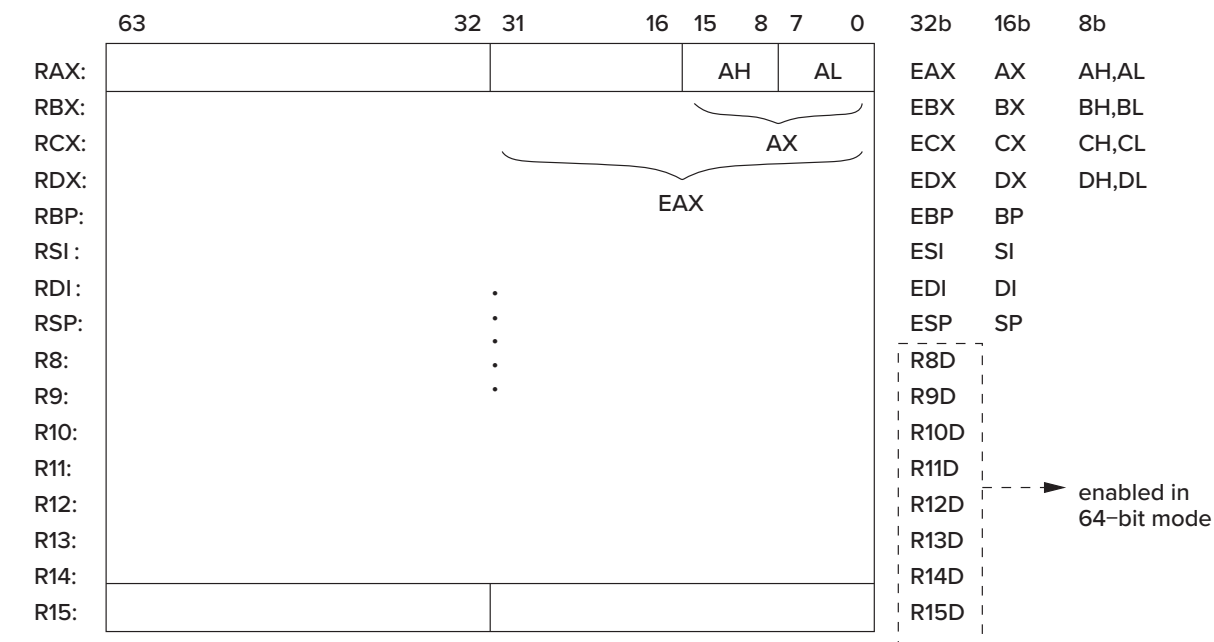 63 32 31 16 15 8 7 0 32b 16b 8b
RAX: AH AL EAX AX AH,AL
RBX: EBX BX BH,BL
RCX: AX ECX CX CH,CL
RDX: EDX DX DH,DL
EAX
RBP: EBP BP
RSI : ESI SI
RDI : EDI DI
RSP: ESP SP
R8: R8D
R9: R9D
R10: R10D
R11: R11D
R12: R12D
enabled in
64–bit mode
R13: R13D
R14: R14D
R15: R15D